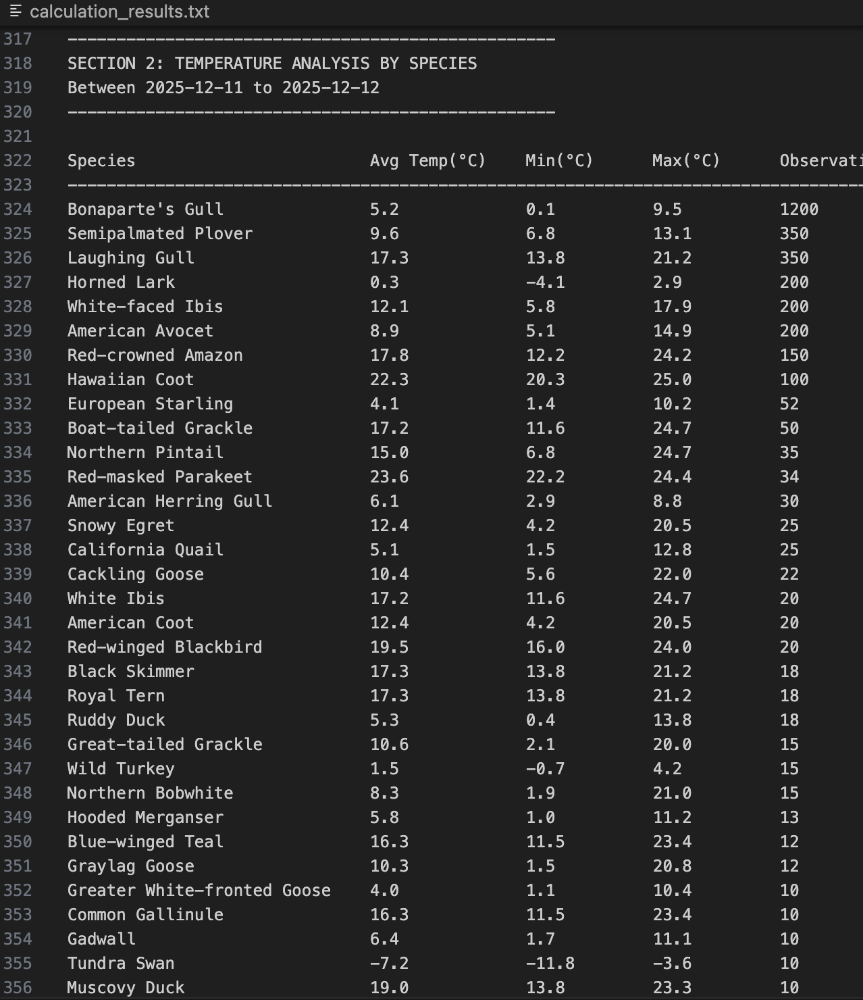 calculation_results.txt
317 --------------------------------------------------
318 SECTION 2: TEMPERATURE ANALYSIS BY SPECIES
319 Between 2025-12-11 to 2025-12-12
320 --------------------------------------------------
321
322 Species Avg Temp(°C) Min(°C) Max(°C) Observati
323 ---------------------------------------------------------------------------------
324 Bonaparte's Gull 5.2 0.1 9.5 1200
325 Semipalmated Plover 9.6 6.8 13.1 350
326 Laughing Gull 17.3 13.8 21.2 350
327 Horned Lark 0.3 -4.1 2.9 200
328 White-faced Ibis 12.1 5.8 17.9 200
329 American Avocet 8.9 5.1 14.9 200
330 Red-crowned Amazon 17.8 12.2 24.2 150
331 Hawaiian Coot 22.3 20.3 25.0 100
332 European Starling 4.1 1.4 10.2 52
333 Boat-tailed Grackle 17.2 11.6 24.7 50
334 Northern Pintail 15.0 6.8 24.7 35
335 Red-masked Parakeet 23.6 22.2 24.4 34
336 American Herring Gull 6.1 2.9 8.8 30
337 Snowy Egret 12.4 4.2 20.5 25
338 California Quail 5.1 1.5 12.8 25
339 Cackling Goose 10.4 5.6 22.0 22
340 White Ibis 17.2 11.6 24.7 20
341 American Coot 12.4 4.2 20.5 20
342 Red-winged Blackbird 19.5 16.0 24.0 20
343 Black Skimmer 17.3 13.8 21.2 18
344 Royal Tern 17.3 13.8 21.2 18
345 Ruddy Duck 5.3 0.4 13.8 18
346 Great-tailed Grackle 10.6 2.1 20.0 15
347 Wild Turkey 1.5 -0.7 4.2 15
348 Northern Bobwhite 8.3 1.9 21.0 15
349 Hooded Merganser 5.8 1.0 11.2 13
350 Blue-winged Teal 16.3 11.5 23.4 12
351 Graylag Goose 10.3 1.5 20.8 12
352 Greater White-fronted Goose 4.0 1.1 10.4 10
353 Common Gallinule 16.3 11.5 23.4 10
354 Gadwall 6.4 1.7 11.1 10
355 Tundra Swan -7.2 -11.8 -3.6 10
356 Muscovy Duck 19.0 13.8 23.3 10